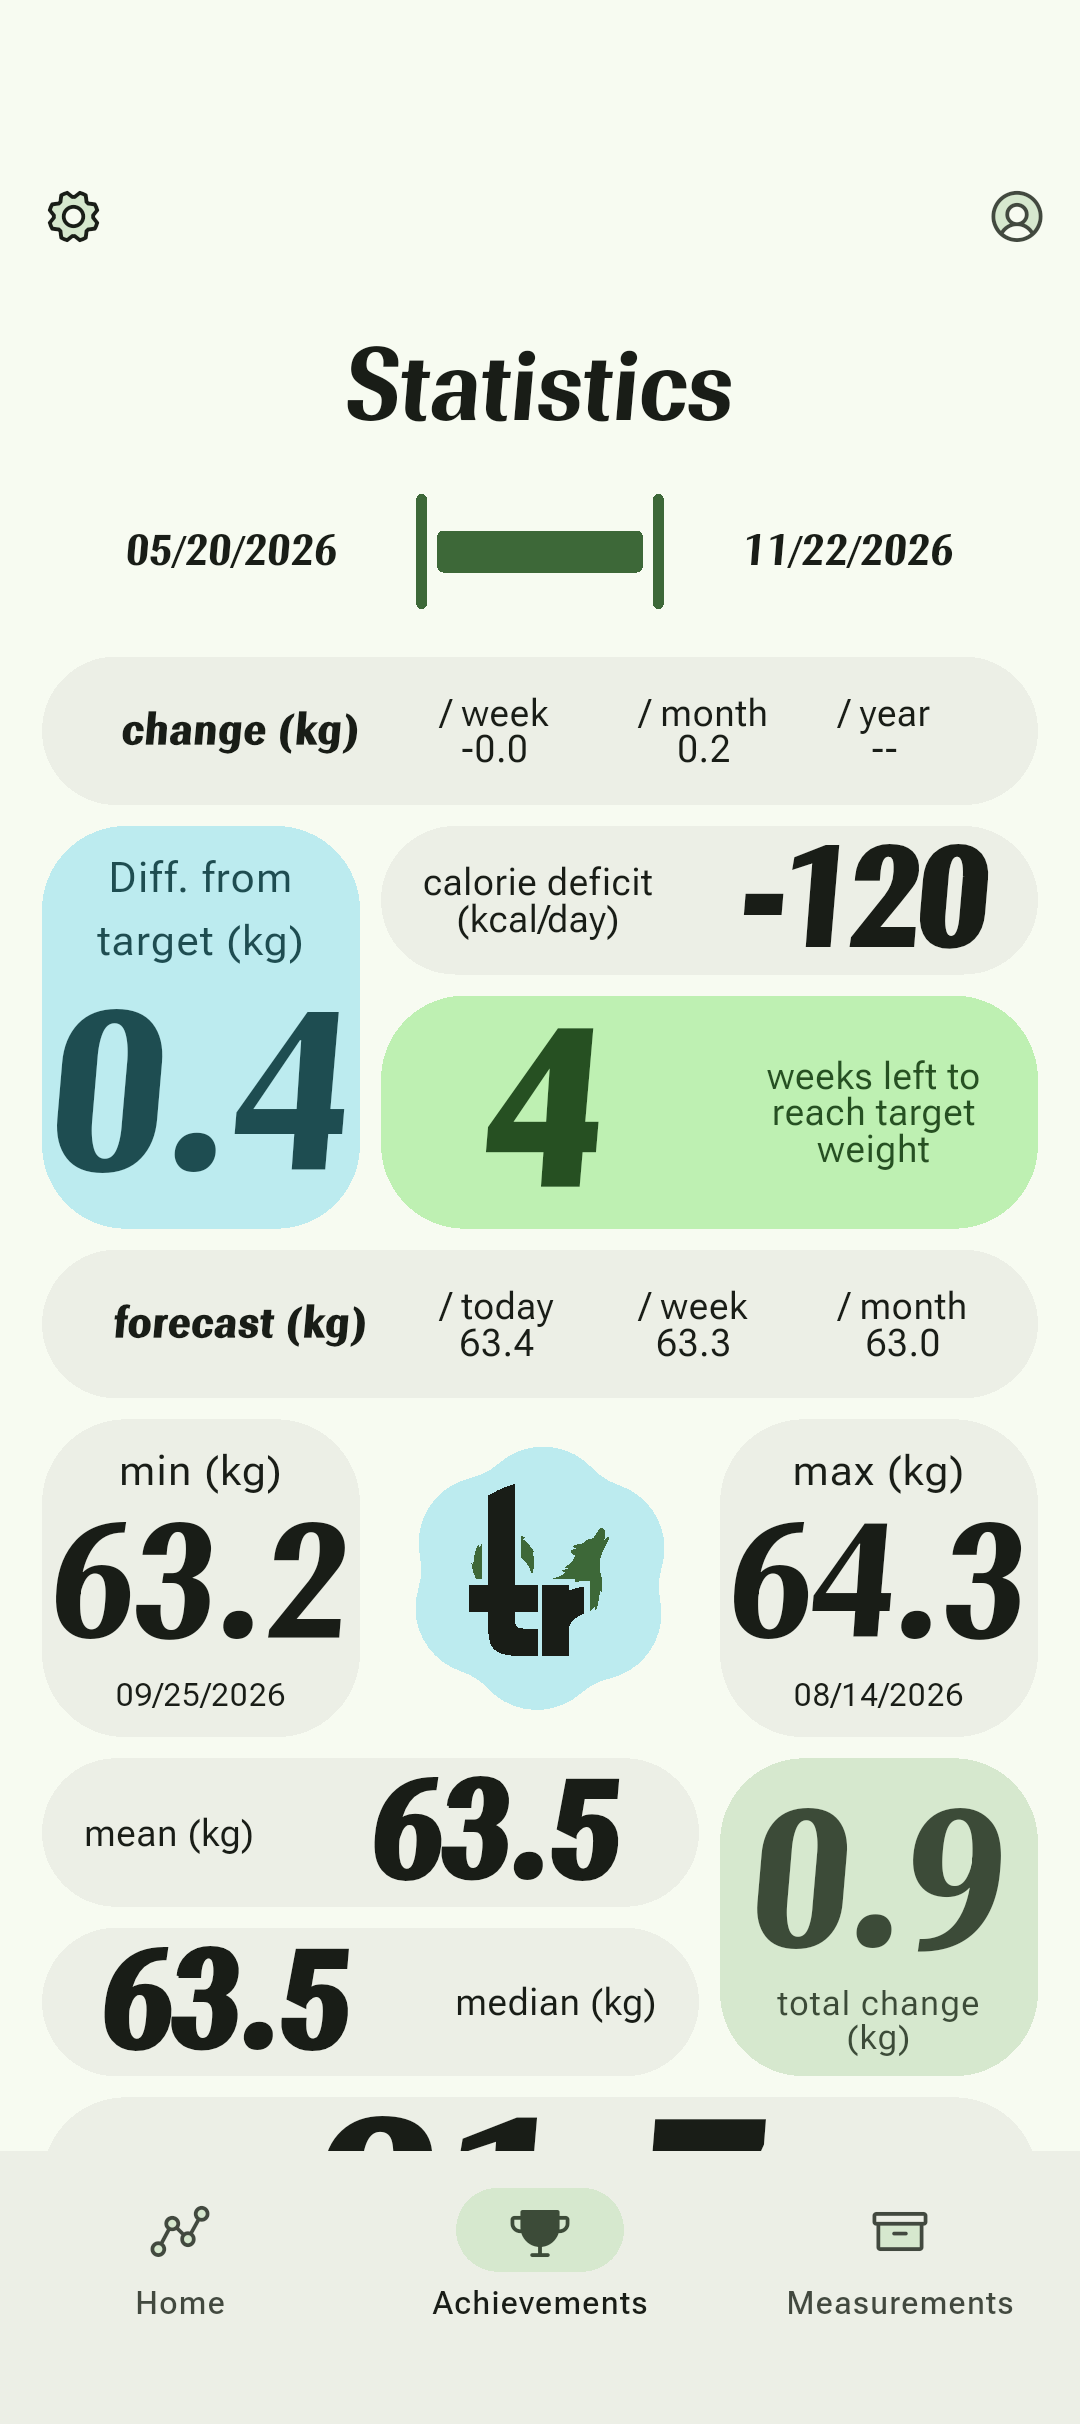 Statistics
05/20/2026
11/22/2026
change (kg)
/ week
-0.0
/ month
0.2
/ year
--
Diff. from
target (kg)
0.4
calorie deficit
(kcal/day)
-120
4
weeks left to
reach target
weight
forecast (kg)
/ today
63.4
/ week
63.3
/ month
63.0
min (kg)
63.2
09/25/2026
tr
max (kg)
64.3
08/14/2026
mean (kg)
63.5
63.5
median (kg)
0.9
total change
(kg)
Home
Achievements
Measurements